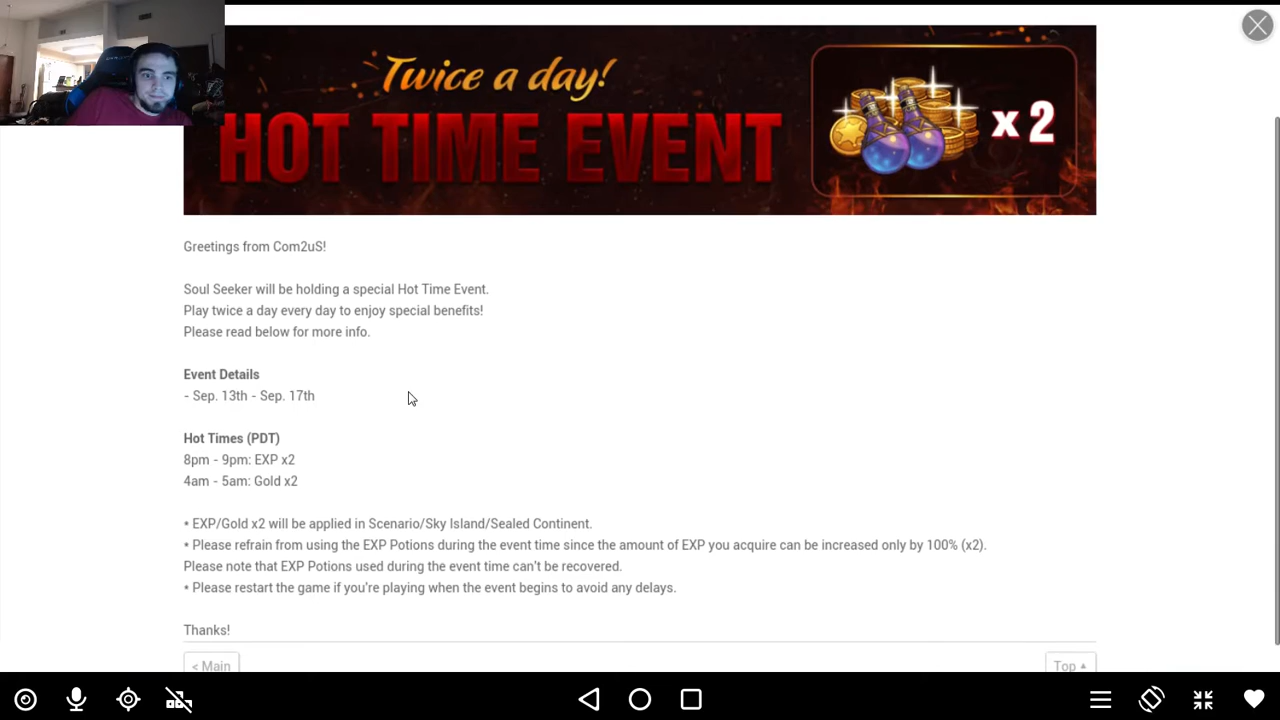 Twice a day!
HOT TIME EVENT
x 2
Greetings from Com2uS!
Soul Seeker will be holding a special Hot Time Event.
Play twice a day every day to enjoy special benefits!
Please read below for more info.
Event Details
- Sep. 13th - Sep. 17th
Hot Times (PDT)
8pm - 9pm: EXP x2
4am - 5am: Gold x2
* EXP/Gold x2 will be applied in Scenario/Sky Island/Sealed Continent.
* Please refrain from using the EXP Potions during the event time since the amount of EXP you acquire can be increased only by 100% (x2).
Please note that EXP Potions used during the event time can't be recovered.
* Please restart the game if you're playing when the event begins to avoid any delays.
Thanks!
< Main
Top ▲